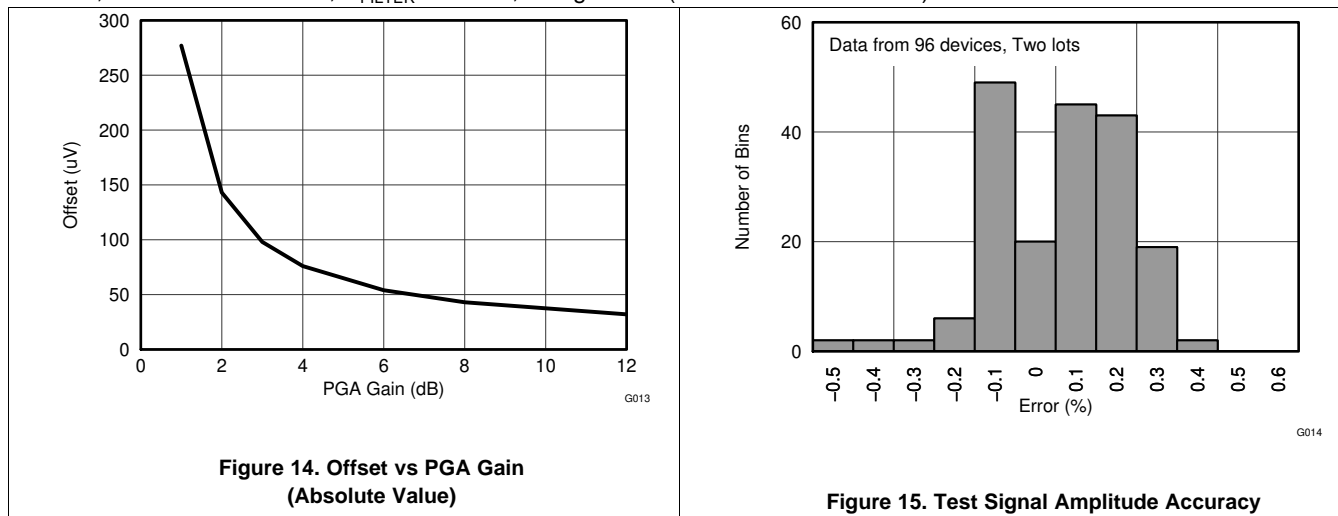 300
250
200
150
100
50
0
Offset (uV)
0 2 4 6 8 10 12
PGA Gain (dB)
G013
Figure 14. Offset vs PGA Gain
(Absolute Value)
60
40
20
0
Number of Bins
Data from 96 devices, Two lots
−0.5 −0.4 −0.3 −0.2 −0.1 0 0.1 0.2 0.3 0.4 0.5 0.6
Error (%)
G014
Figure 15. Test Signal Amplitude Accuracy